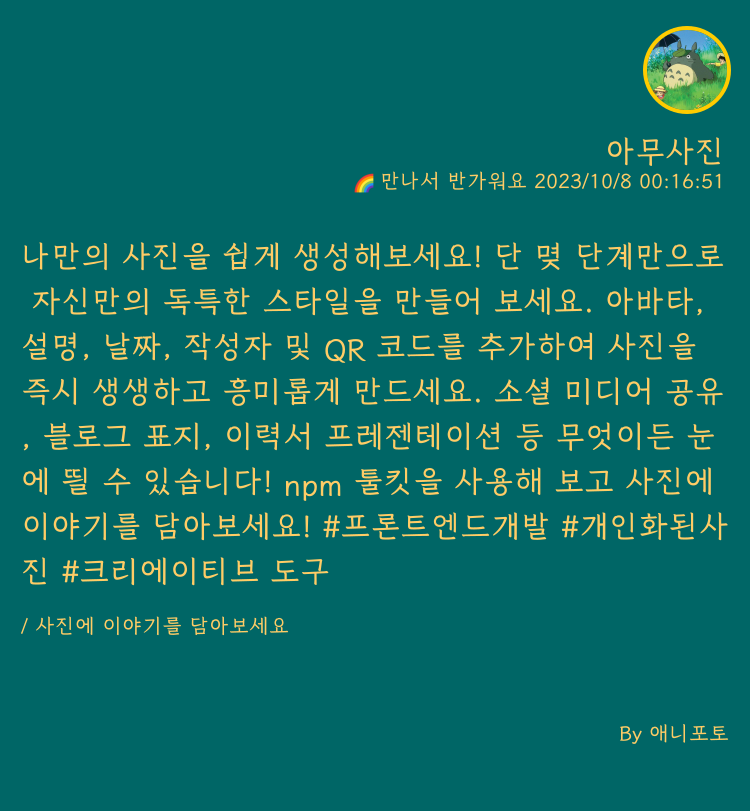 아무사진
🌈 만나서 반가워요 2023/10/8 00:16:51
나만의 사진을 쉽게 생성해보세요! 단 몇 단계만으로
자신만의 독특한 스타일을 만들어 보세요. 아바타,
설명, 날짜, 작성자 및 QR 코드를 추가하여 사진을
즉시 생생하고 흥미롭게 만드세요. 소셜 미디어 공유
, 블로그 표지, 이력서 프레젠테이션 등 무엇이든 눈
에 띌 수 있습니다! npm 툴킷을 사용해 보고 사진에
이야기를 담아보세요! #프론트엔드개발 #개인화된사
진 #크리에이티브 도구
/ 사진에 이야기를 담아보세요
By 애니포토